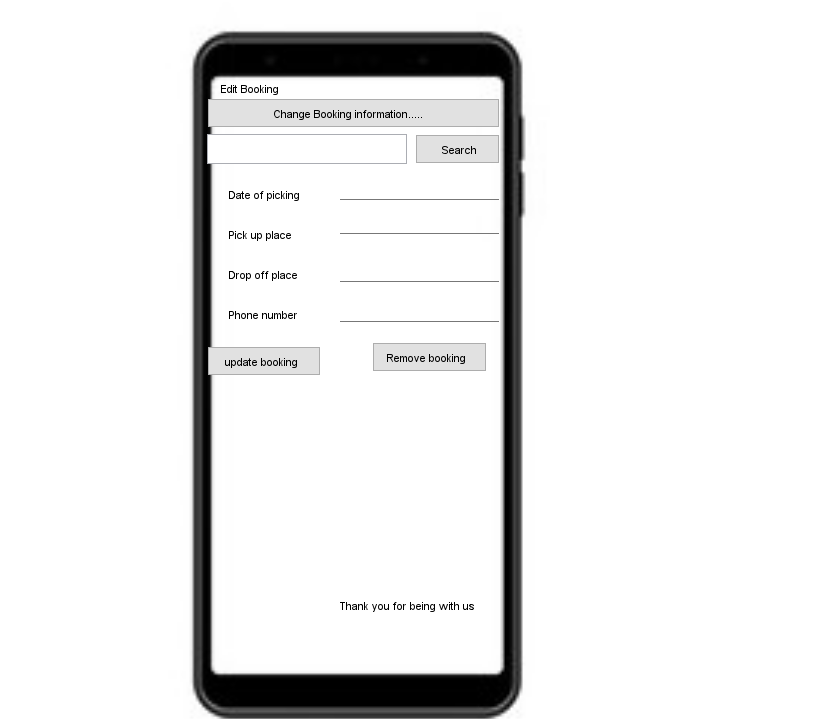 Edit Booking
Change Booking information.....
Search
Date of picking
Pick up place
Drop off place
Phone number
update booking
Remove booking
Thank you for being with us